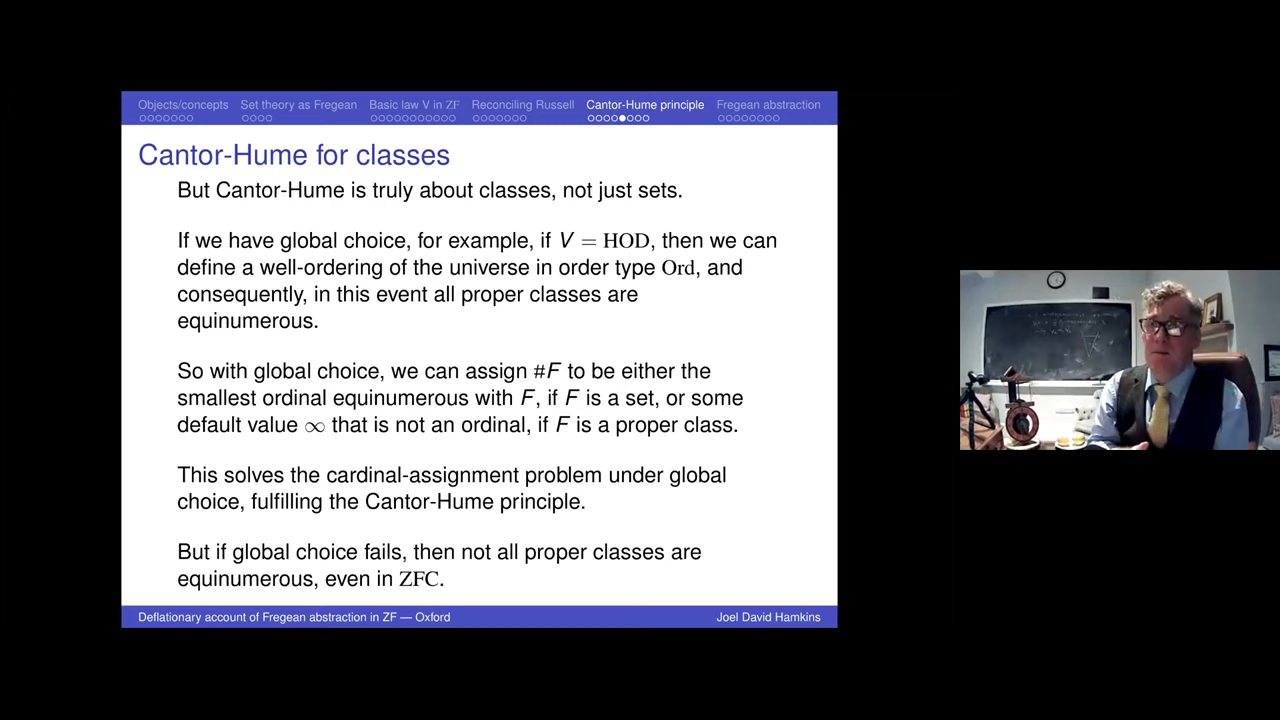 Objects/concepts Set theory as Fregean Basic law V in ZF Reconciling Russell Cantor-Hume principle Fregean abstraction
Cantor-Hume for classes
But Cantor-Hume is truly about classes, not just sets.
If we have global choice, for example, if V = HOD, then we can
define a well-ordering of the universe in order type Ord, and
consequently, in this event all proper classes are
equinumerous.
So with global choice, we can assign #F to be either the
smallest ordinal equinumerous with F, if F is a set, or some
default value ∞ that is not an ordinal, if F is a proper class.
This solves the cardinal-assignment problem under global
choice, fulfilling the Cantor-Hume principle.
But if global choice fails, then not all proper classes are
equinumerous, even in ZFC.
Deflationary account of Fregean abstraction in ZF — Oxford Joel David Hamkins